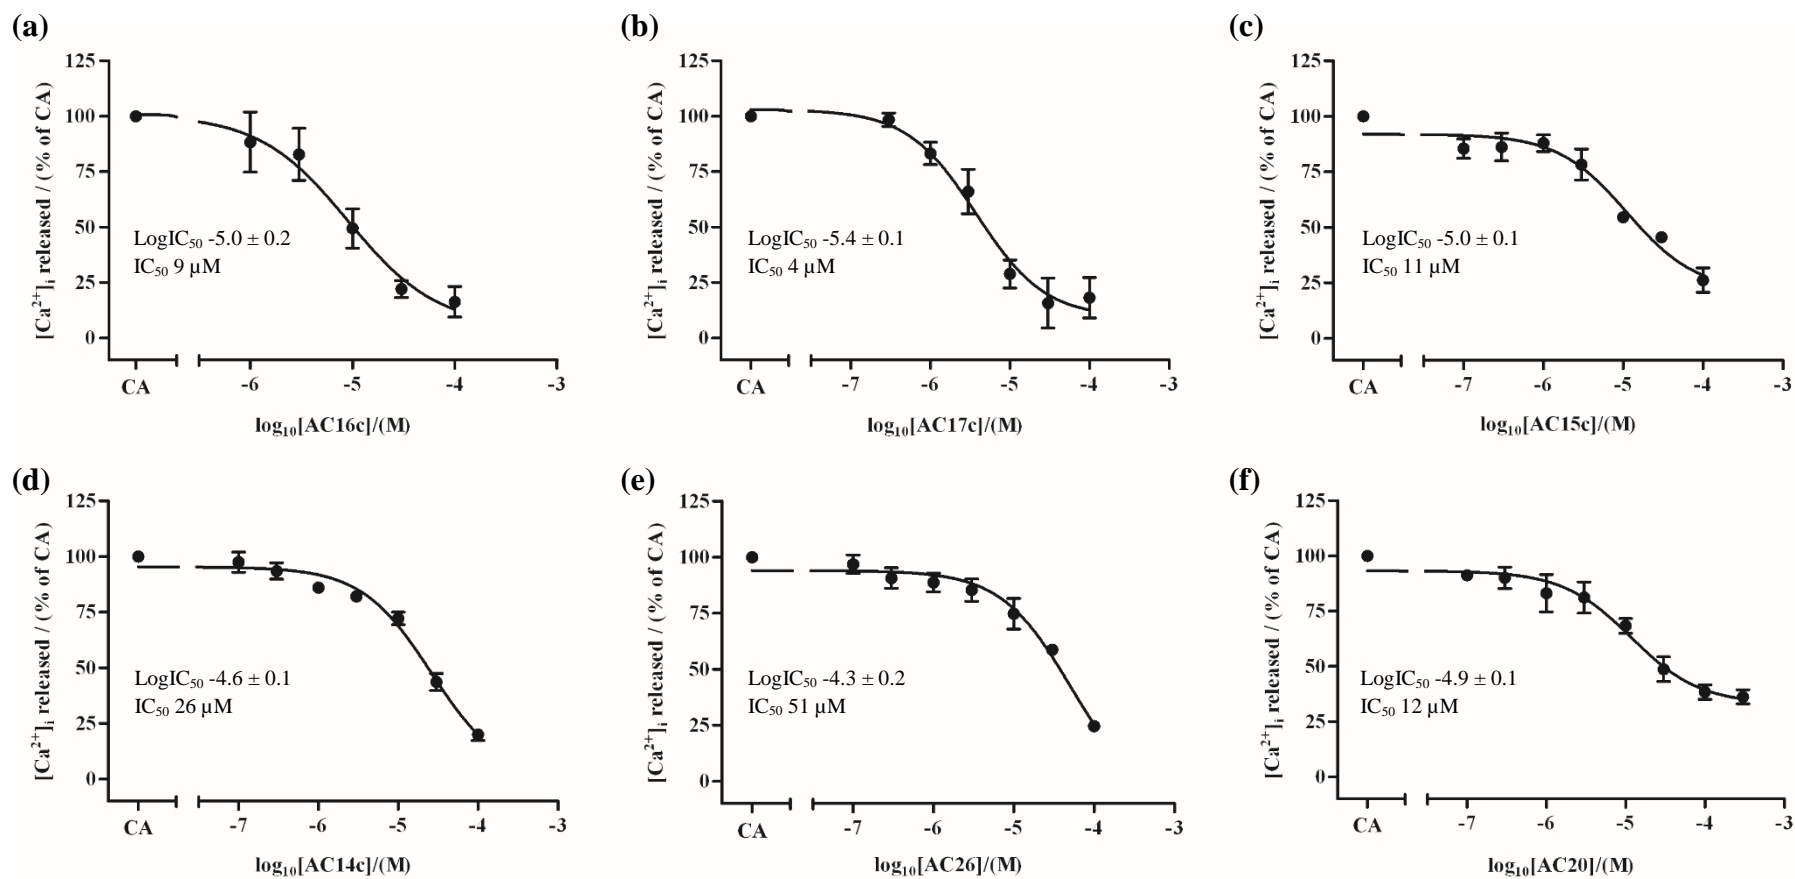 (a)
125
100
75
50
25
0
[Ca²⁺]ᵢ released / (% of CA)
LogIC₅₀ -5.0 ± 0.2
IC₅₀ 9 µM
CA
-6
-5
-4
-3
log₁₀[AC16c]/(M)
(b)
125
100
75
50
25
0
[Ca²⁺]ᵢ released / (% of CA)
LogIC₅₀ -5.4 ± 0.1
IC₅₀ 4 µM
CA
-7
-6
-5
-4
-3
log₁₀[AC17c]/(M)
(c)
125
100
75
50
25
0
[Ca²⁺]ᵢ released / (% of CA)
LogIC₅₀ -5.0 ± 0.1
IC₅₀ 11 µM
CA
-7
-6
-5
-4
-3
log₁₀[AC15c]/(M)
(d)
125
100
75
50
25
0
[Ca²⁺]ᵢ released / (% of CA)
LogIC₅₀ -4.6 ± 0.1
IC₅₀ 26 µM
CA
-7
-6
-5
-4
-3
log₁₀[AC14c]/(M)
(e)
125
100
75
50
25
0
[Ca²⁺]ᵢ released / (% of CA)
LogIC₅₀ -4.3 ± 0.2
IC₅₀ 51 µM
CA
-7
-6
-5
-4
-3
log₁₀[AC26]/(M)
(f)
125
100
75
50
25
0
[Ca²⁺]ᵢ released / (% of CA)
LogIC₅₀ -4.9 ± 0.1
IC₅₀ 12 µM
CA
-7
-6
-5
-4
-3
log₁₀[AC20]/(M)